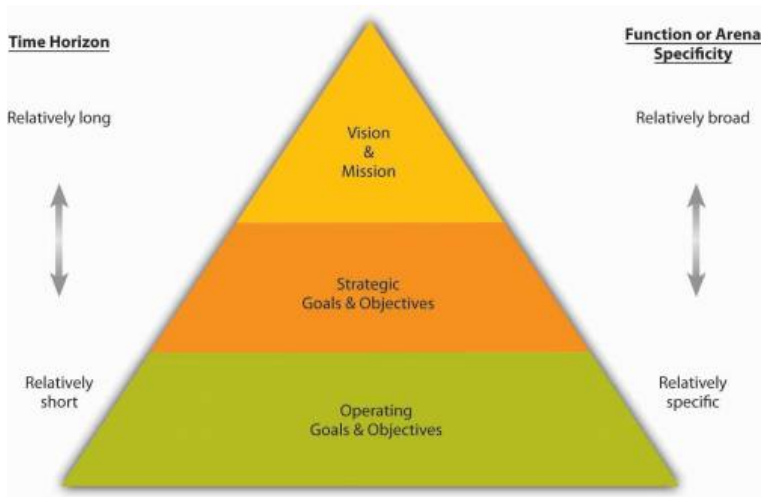 Time Horizon
Function or Arena
Specificity
Relatively long
Relatively broad
Vision
&
Mission
Strategic
Goals & Objectives
Relatively
short
Relatively
specific
Operating
Goals & Objectives